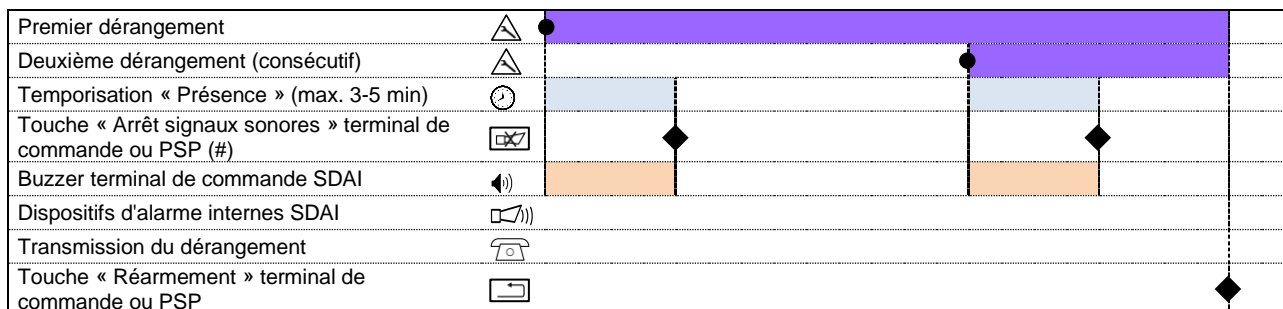 Premier dérangement
Deuxième dérangement (consécutif)
Temporisation « Présence » (max. 3-5 min)
Touche « Arrêt signaux sonores » terminal de
commande ou PSP (#)
Buzzer terminal de commande SDAI
Dispositifs d'alarme internes SDAI
Transmission du dérangement
Touche « Réarmement » terminal de
commande ou PSP